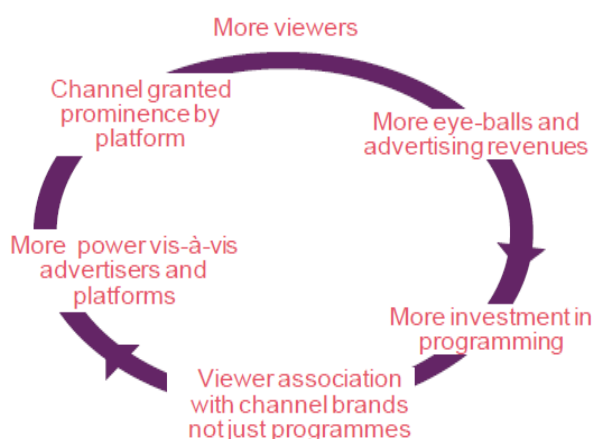 More viewers
Channel granted
prominence by
platform
More eye-balls and
advertising revenues
More power vis-à-vis
advertisers and
platforms
More investment in
programming
Viewer association
with channel brands
not just programmes